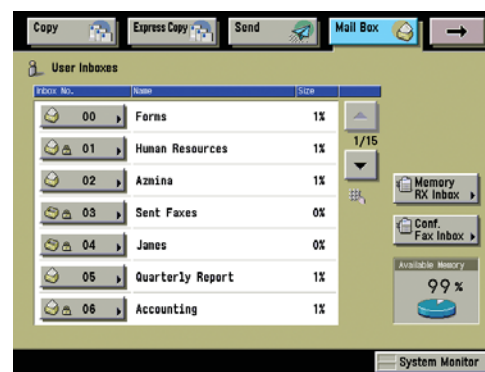 Copy
Express Copy
Send
Mail Box
User Inboxes
Inbox No. Name Size
00 Forms 1%
01 Human Resources 1%
02 Azmina 1%
03 Sent Faxes 0%
04 James 0%
05 Quarterly Report 1%
06 Accounting 1%
1/15
Memory
RX Inbox
Conf.
Fax Inbox
Available Memory
99 %
System Monitor